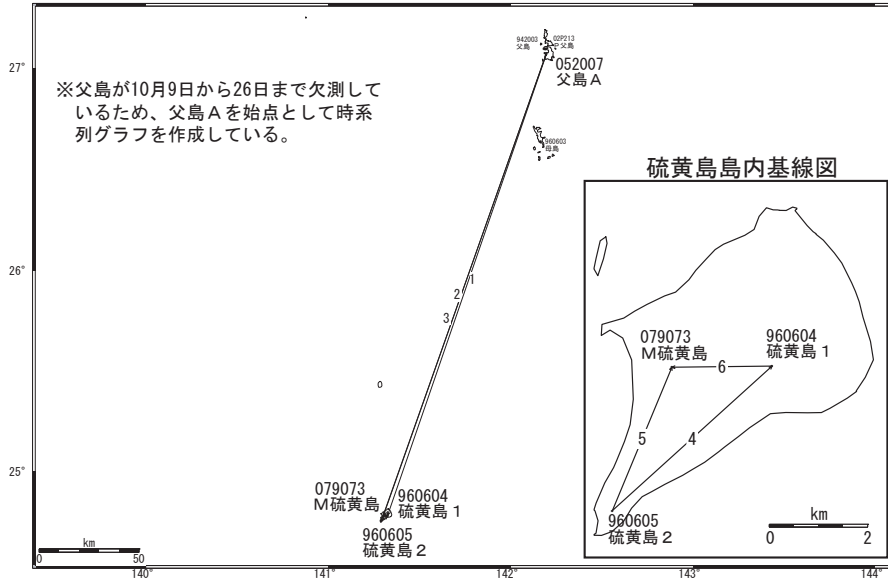 27°
26°
25°
140°
141°
142°
143°
144°
※父島が10月9日から26日まで欠測して
いるため、父島Aを始点として時系
列グラフを作成している。
942003
父島
02P213
P父島
052007
父島A
960603
母島
1
2
3
079073
M硫黄島
960604
硫黄島1
960605
硫黄島2
km
0
50
硫黄島島内基線図
079073
M硫黄島
960604
硫黄島1
6
5
4
960605
硫黄島2
km
0
2